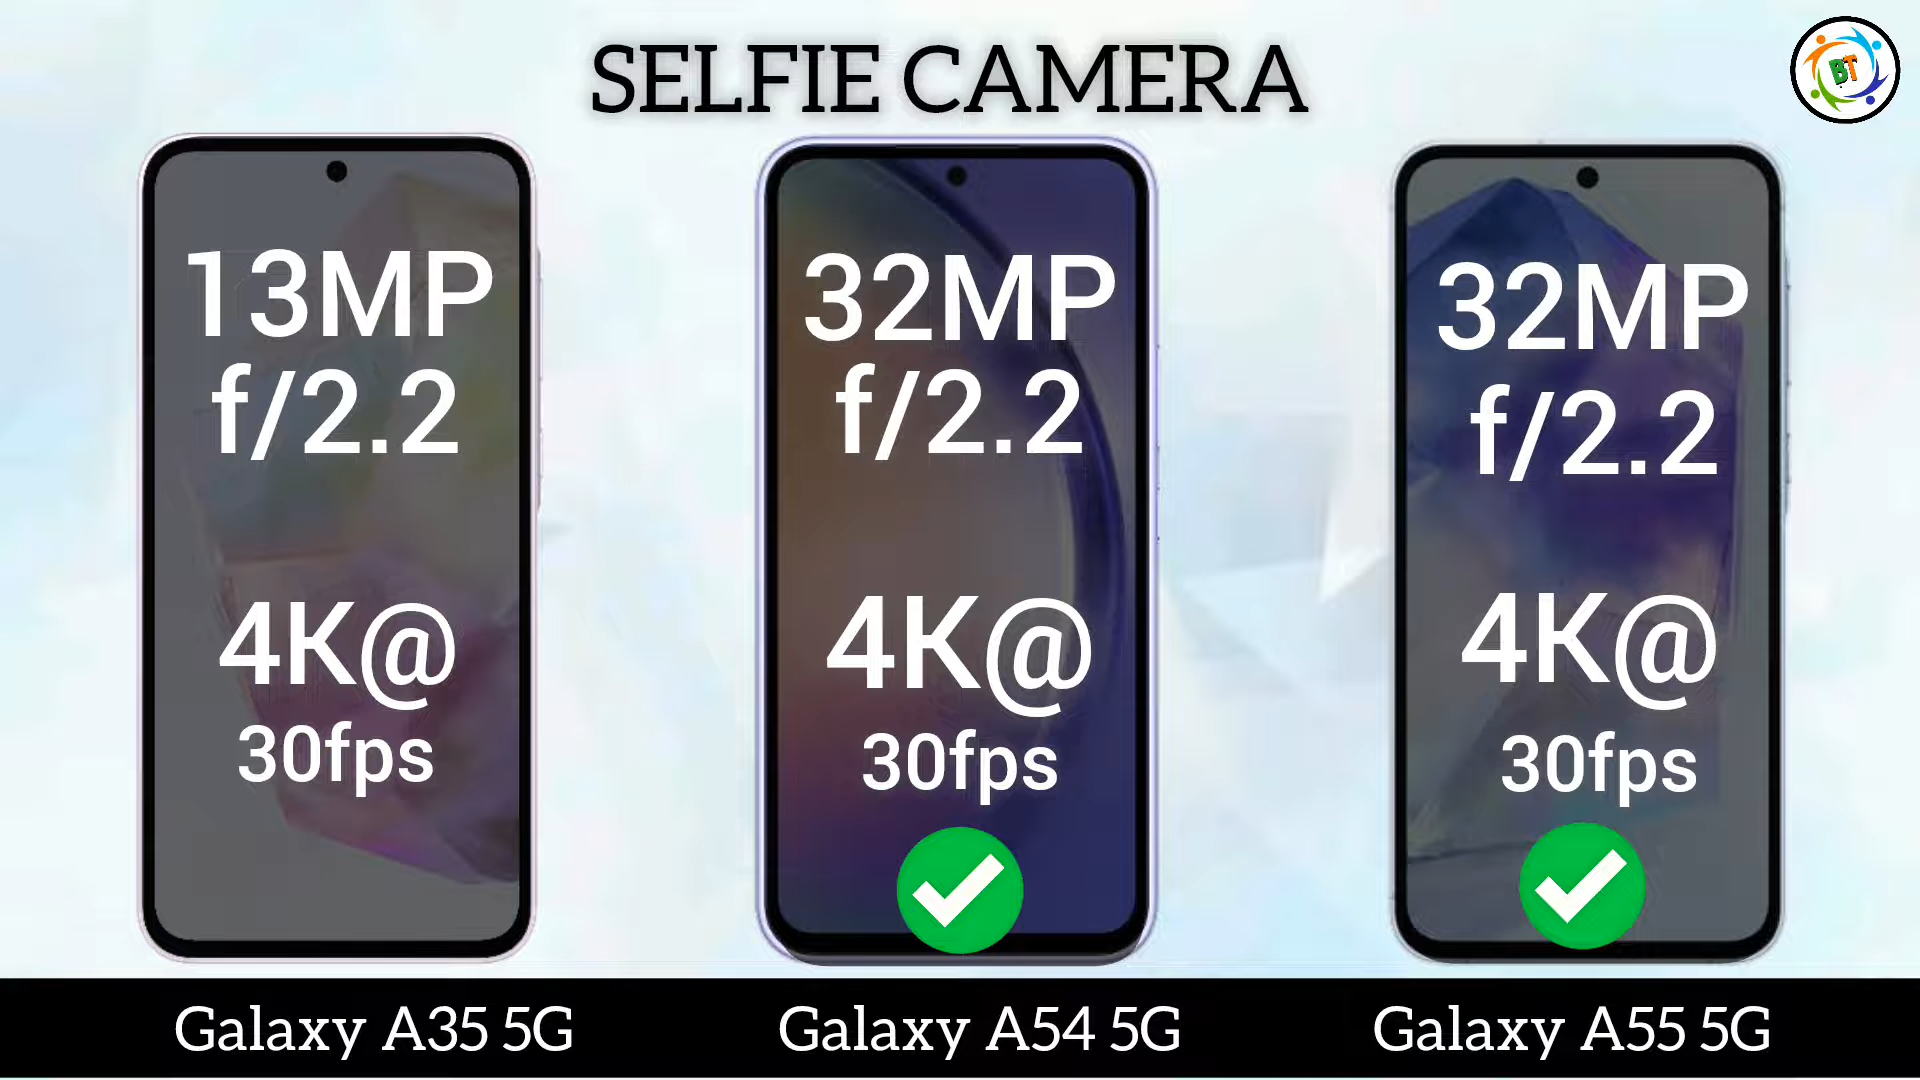 SELFIE CAMERA
BT
13MP
f/2.2
4K@
30fps
32MP
f/2.2
4K@
30fps
32MP
f/2.2
4K@
30fps
Galaxy A35 5G
Galaxy A54 5G
Galaxy A55 5G